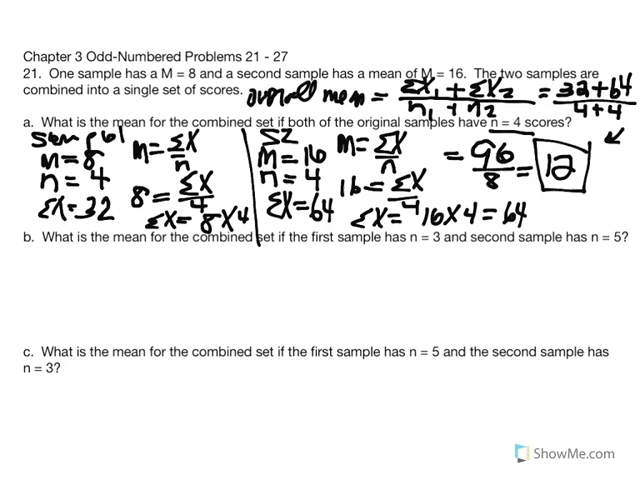 Chapter 3 Odd-Numbered Problems 21 - 27
21. One sample has a M = 8 and a second sample has a mean of M = 16. The two samples are
combined into a single set of scores. overall mean = ΣX₁ + ΣX₂ / n₁ + n₂ = 32 + 64 / 4 + 4
a. What is the mean for the combined set if both of the original samples have n = 4 scores?
Sample 1
M = 8
n = 4
ΣX = 32
M = ΣX / n
8 = ΣX / 4
ΣX = 8 X 4
S2
M = 16
n = 4
ΣX = 64
M = ΣX / n
16 = ΣX / 4
ΣX = 16 X 4 = 64
= 96 / 8 = 12
b. What is the mean for the combined set if the first sample has n = 3 and second sample has n = 5?
c. What is the mean for the combined set if the first sample has n = 5 and the second sample has
n = 3?
ShowMe.com